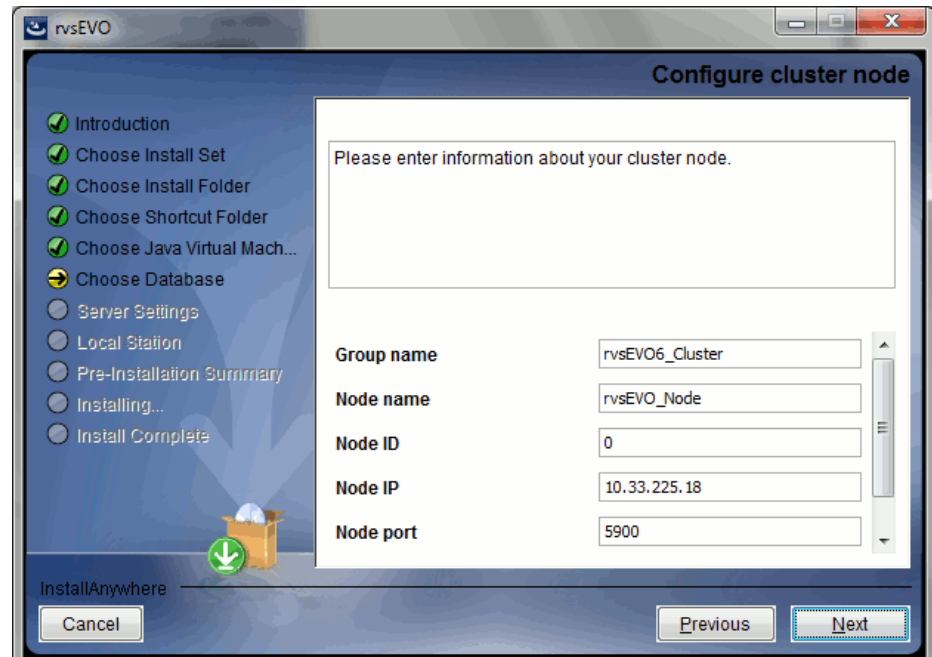 rvsEVO
Configure cluster node
Introduction
Choose Install Set
Choose Install Folder
Choose Shortcut Folder
Choose Java Virtual Mach...
Choose Database
Server Settings
Local Station
Pre-Installation Summary
Installing...
Install Complete
Please enter information about your cluster node.
Group name rvsEVO6_Cluster
Node name rvsEVO_Node
Node ID 0
Node IP 10.33.225.18
Node port 5900
InstallAnywhere
Cancel Previous Next